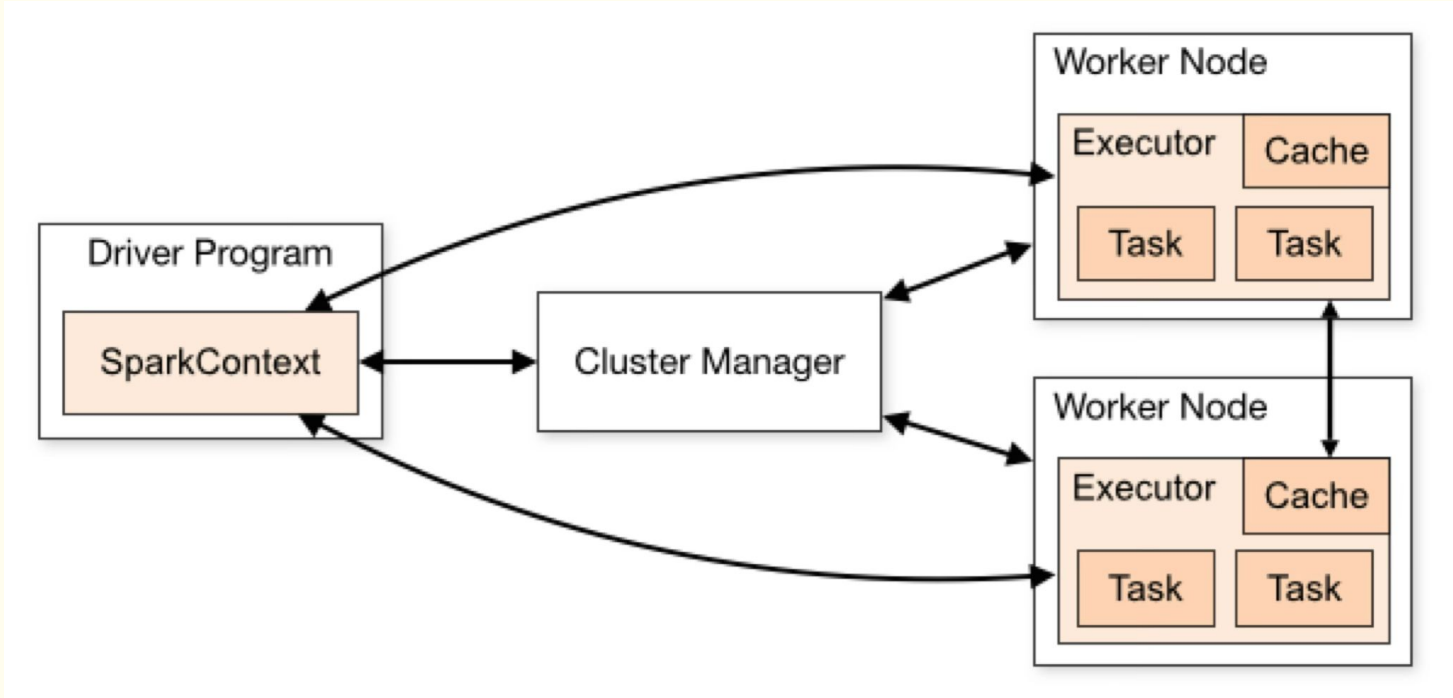 Driver Program
SparkContext
Cluster Manager
Worker Node
Executor
Cache
Task
Task
Worker Node
Executor
Cache
Task
Task